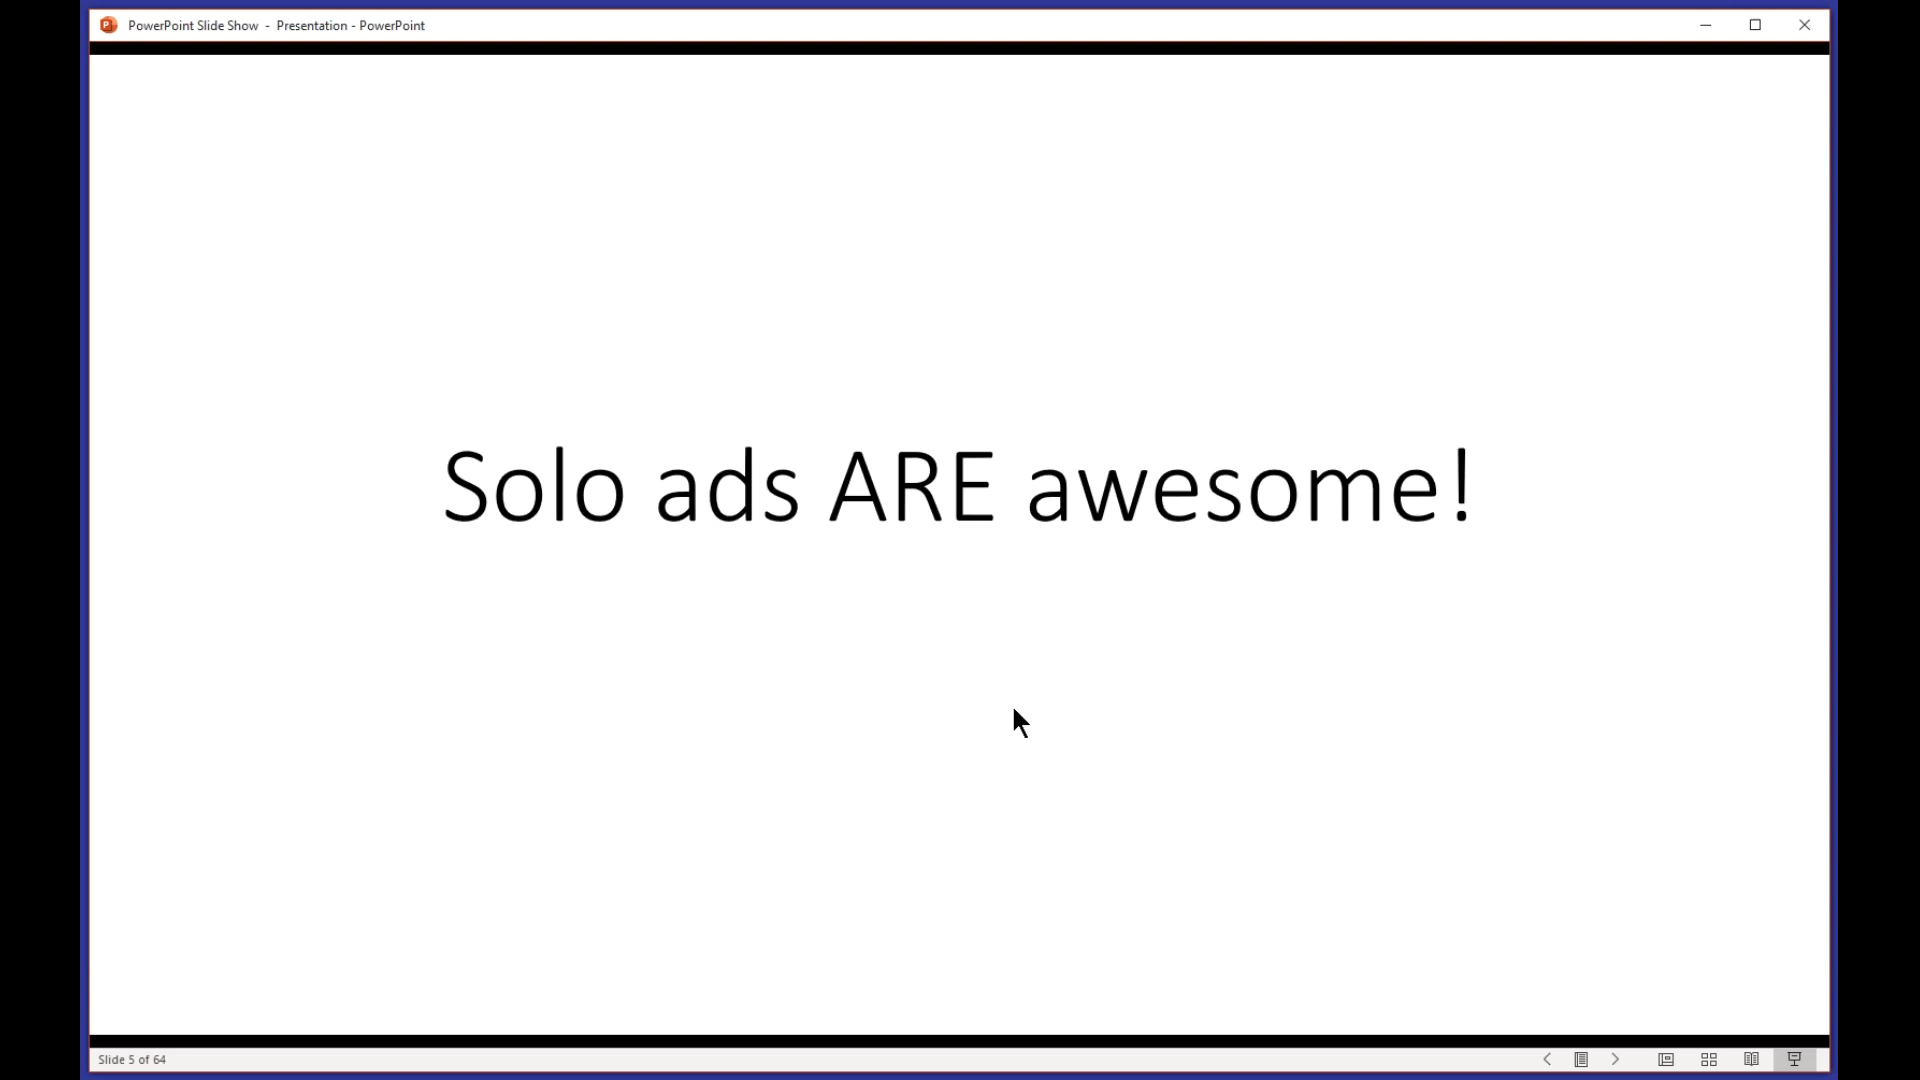 PowerPoint Slide Show - Presentation - PowerPoint
Solo ads ARE awesome!
Slide 5 of 64